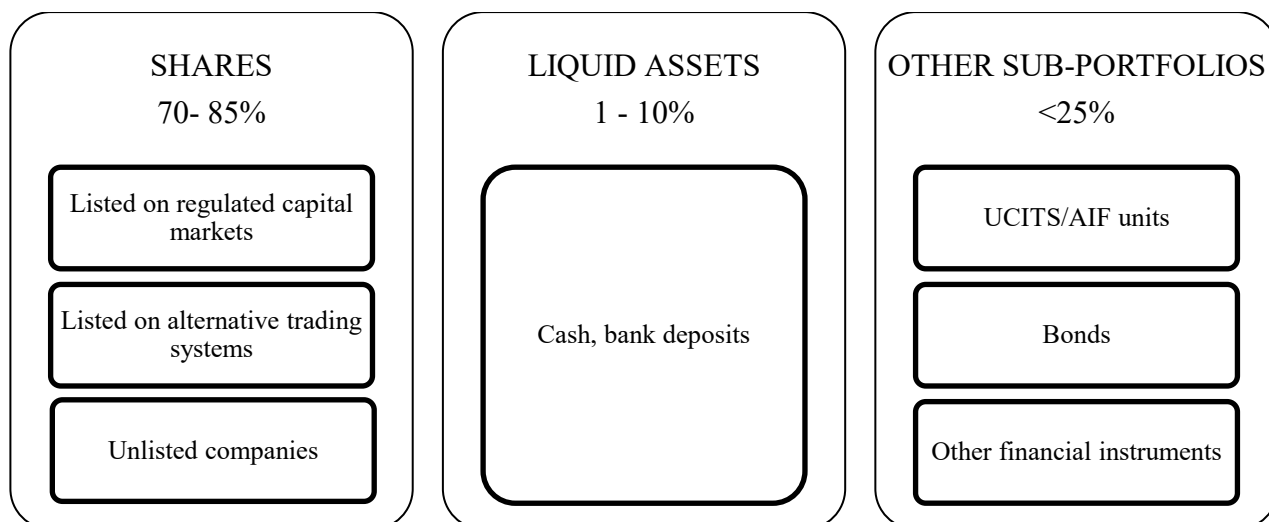 SHARES
70- 85%
Listed on regulated capital
markets
Listed on alternative trading
systems
Unlisted companies
LIQUID ASSETS
1 - 10%
Cash, bank deposits
OTHER SUB-PORTFOLIOS
<25%
UCITS/AIF units
Bonds
Other financial instruments